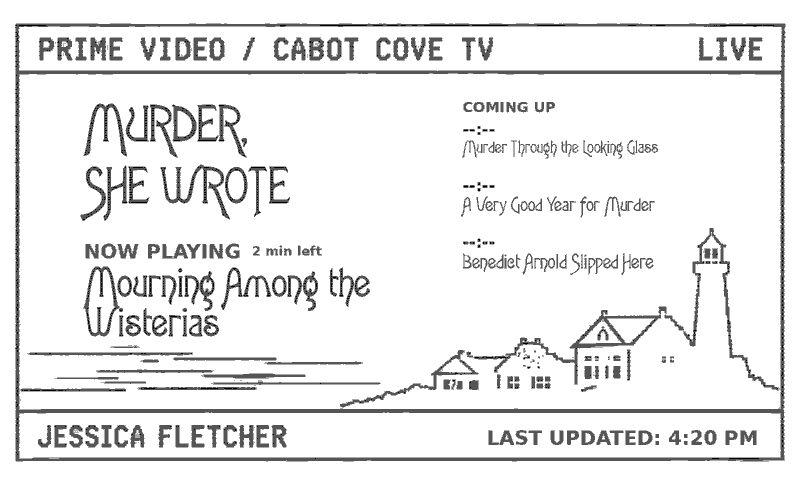 PRIME VIDEO / CABOT COVE TV
LIVE
MURDER,
SHE WROTE
NOW PLAYING 2 min left
Mourning Among the
Wisterias
COMING UP
--:--
Murder Through the Looking Glass
--:--
A Very Good Year for Murder
--:--
Benedict Arnold Slipped Here
JESSICA FLETCHER
LAST UPDATED: 4:20 PM